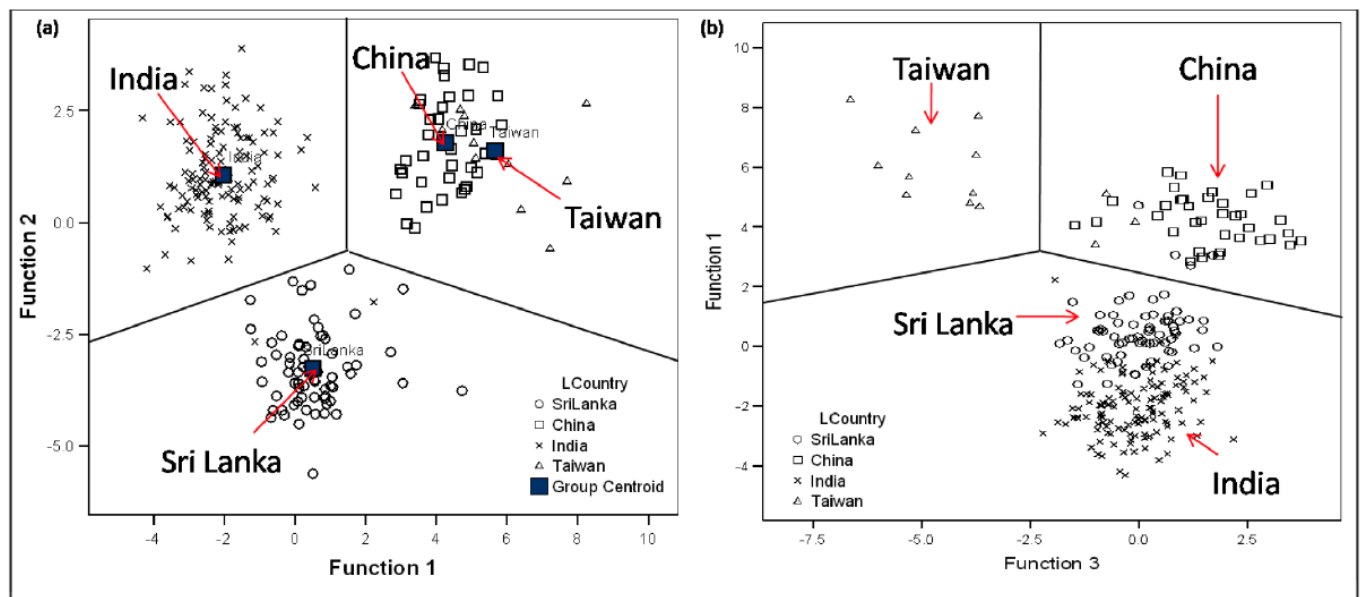 (a)
India
China
Taiwan
Sri Lanka
India
China
Taiwan
SriLanka
Function 2
2.5
0.0
-2.5
-5.0
-4
-2
0
2
4
6
8
10
Function 1
LCountry
SriLanka
China
India
Taiwan
Group Centroid
(b)
Taiwan
China
Sri Lanka
India
Function 1
10
8
6
4
2
0
-2
-4
-7.5
-5.0
-2.5
0.0
2.5
Function 3
LCountry
SriLanka
China
India
Taiwan